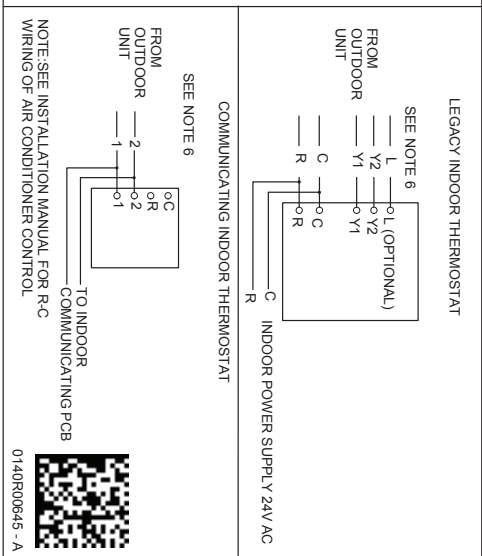 LEGACY INDOOR THERMOSTAT
SEE NOTE 6
FROM
OUTDOOR
UNIT
L
Y2
Y1
C
R
L (OPTIONAL)
Y2
Y1
C
R
C
R
INDOOR POWER SUPPLY 24V AC
COMMUNICATING INDOOR THERMOSTAT
SEE NOTE 6
FROM
OUTDOOR
UNIT
2
1
C
R
2
1
TO INDOOR
COMMUNICATING PCB
NOTE:SEE INSTALLATION MANUAL FOR R-C
WIRING OF AIR CONDITIONER CONTROL
0140R00645 - A